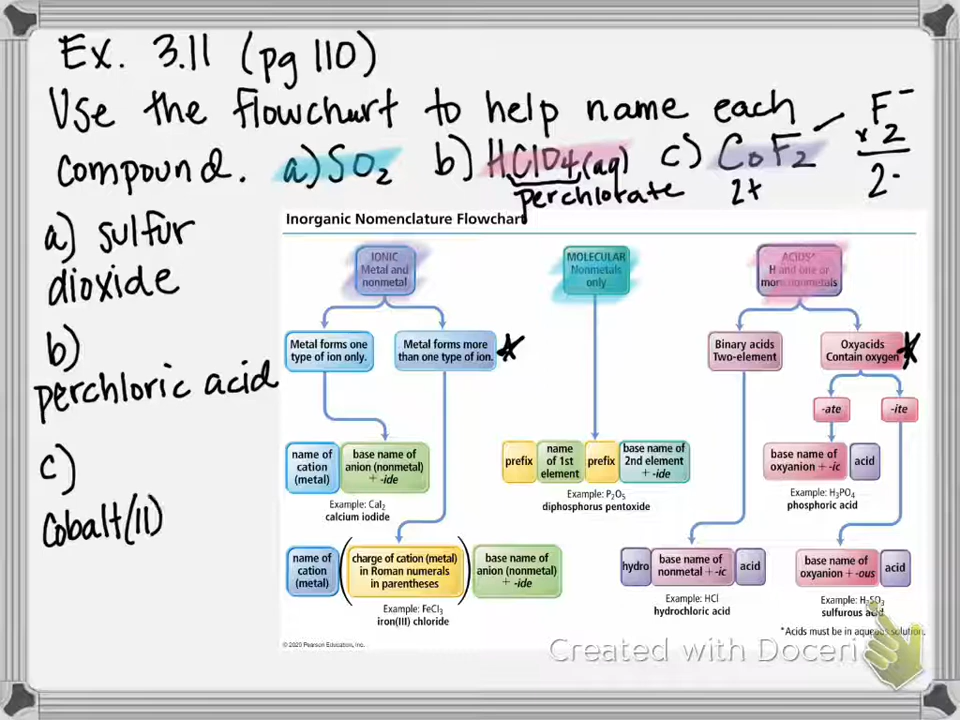 Ex. 3.11 (pg 110)
Use the flowchart to help name each
compound. a) SO2 b) HClO4(aq) c) CoF2
F-
x 2
2-
perchlorate
2+
a) sulfur
dioxide
b)
perchloric acid
c)
Cobalt(II)
Inorganic Nomenclature Flowchart
IONIC
Metal and
nonmetal
MOLECULAR
Nonmetals
only
ACIDS*
H and one or
more nonmetals
Metal forms one
type of ion only.
Metal forms more
than one type of ion.
Binary acids
Two-element
Oxyacids
Contain oxygen
-ate
-ite
name of
cation
(metal)
base name of
anion (nonmetal)
+ -ide
Example: CaI2
calcium iodide
prefix
name
of 1st
element
prefix
base name of
2nd element
+ -ide
Example: P2O5
diphosphorus pentoxide
base name of
oxyanion + -ic
acid
Example: H3PO4
phosphoric acid
name of
cation
(metal)
(charge of cation (metal)
in Roman numerals
in parentheses)
base name of
anion (nonmetal)
+ -ide
Example: FeCl3
iron(III) chloride
hydro
base name of
nonmetal + -ic
acid
Example: HCl
hydrochloric acid
base name of
oxyanion + -ous
acid
Example: H2SO3
sulfurous acid
*Acids must be in aqueous solution.
© 2020 Pearson Education, Inc.
Created with Doceri